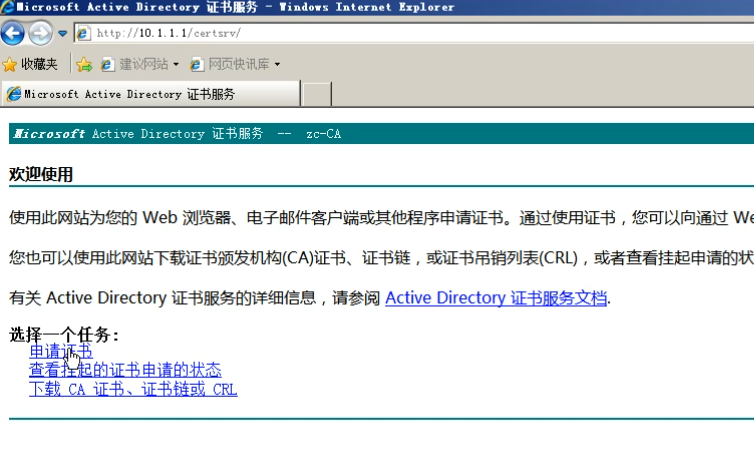 Microsoft Active Directory 证书服务 - Windows Internet Explorer
http://10.1.1.1/certsrv/
收藏夹 建议网站 网页快讯库
Microsoft Active Directory 证书服务
Microsoft Active Directory 证书服务 -- zc-CA
欢迎使用
使用此网站为您的 Web 浏览器、电子邮件客户端或其他程序申请证书。通过使用证书，您可以向通过 We
您也可以使用此网站下载证书颁发机构(CA)证书、证书链，或证书吊销列表(CRL)，或者查看挂起申请的状
有关 Active Directory 证书服务的详细信息，请参阅 Active Directory 证书服务文档.
选择一个任务:
申请证书
查看挂起的证书申请的状态
下载 CA 证书、证书链或 CRL